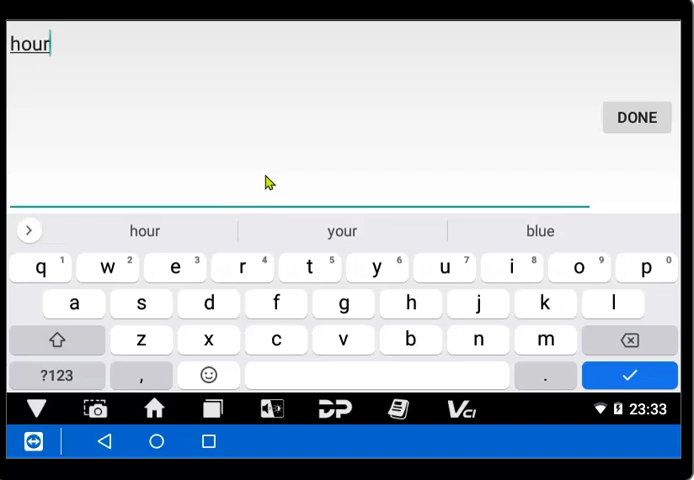 hour
DONE
hour your blue
q 1 w 2 e 3 r 4 t 5 y 6 u 7 i 8 o 9 p 0
a s d f g h j k l
z x c v b n m
?123 , .
DP VCI 23:33